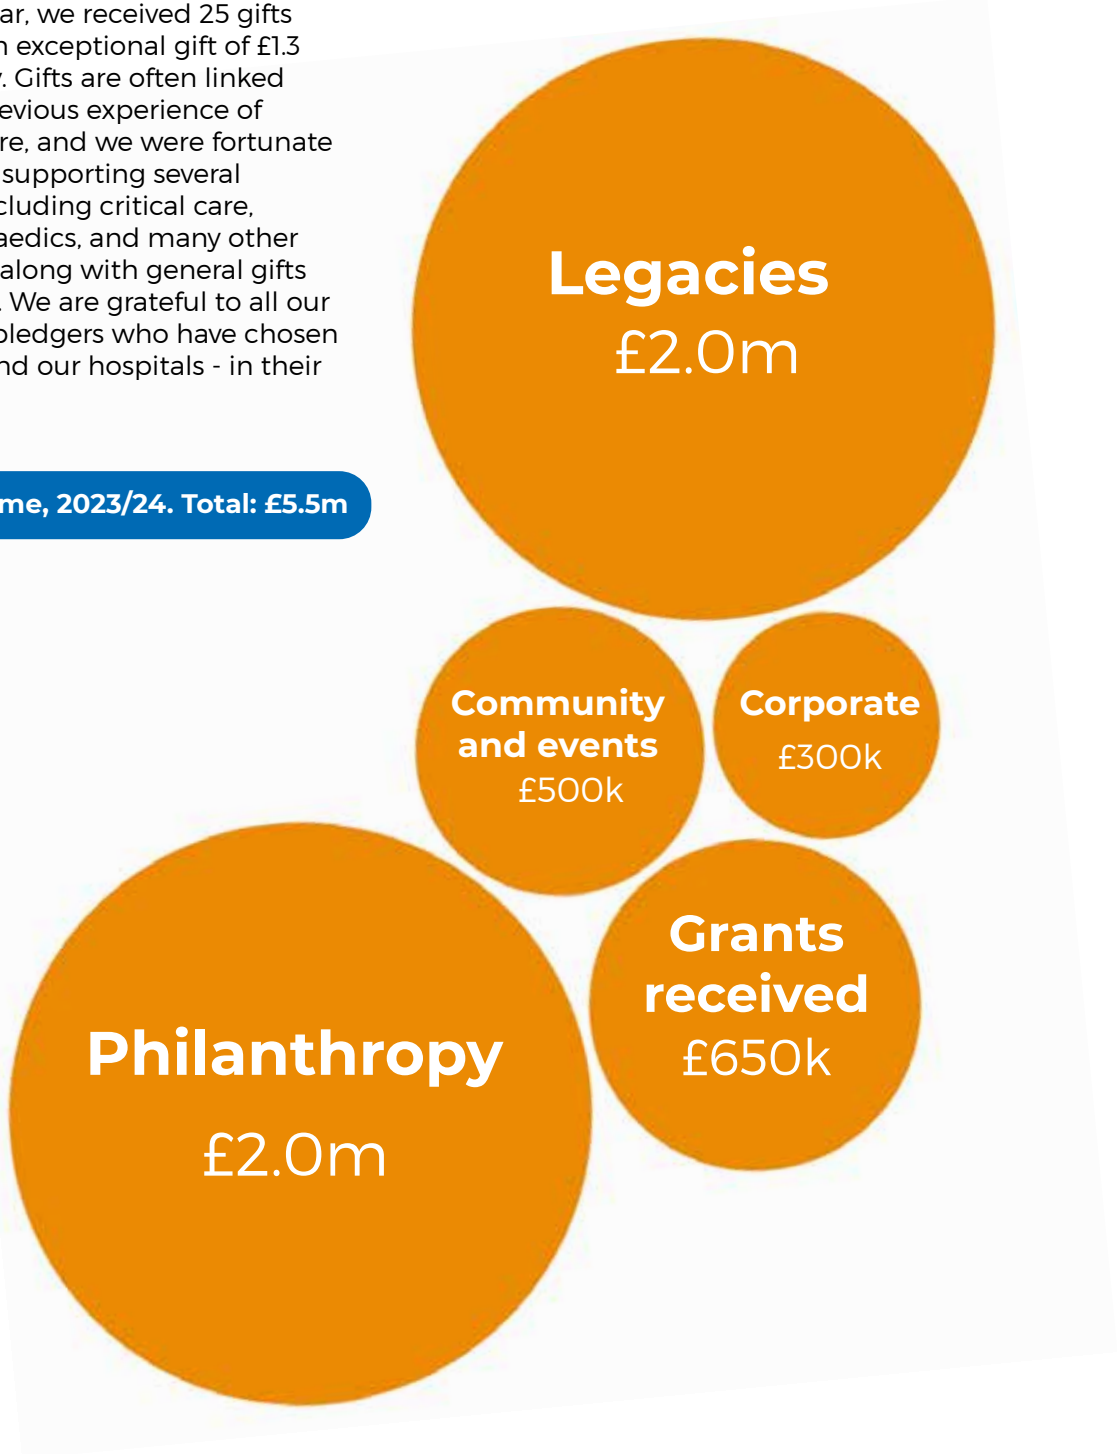 ar, we received 25 gifts
exceptional gift of £1.3
. Gifts are often linked
evious experience of
re, and we were fortunate
supporting several
cluding critical care,
aedics, and many other
along with general gifts
. We are grateful to all our
pledgers who have chosen
nd our hospitals - in their
me, 2023/24. Total: £5.5m
Legacies
£2.0m
Community
and events
£500k
Corporate
£300k
Grants
received
£650k
Philanthropy
£2.0m